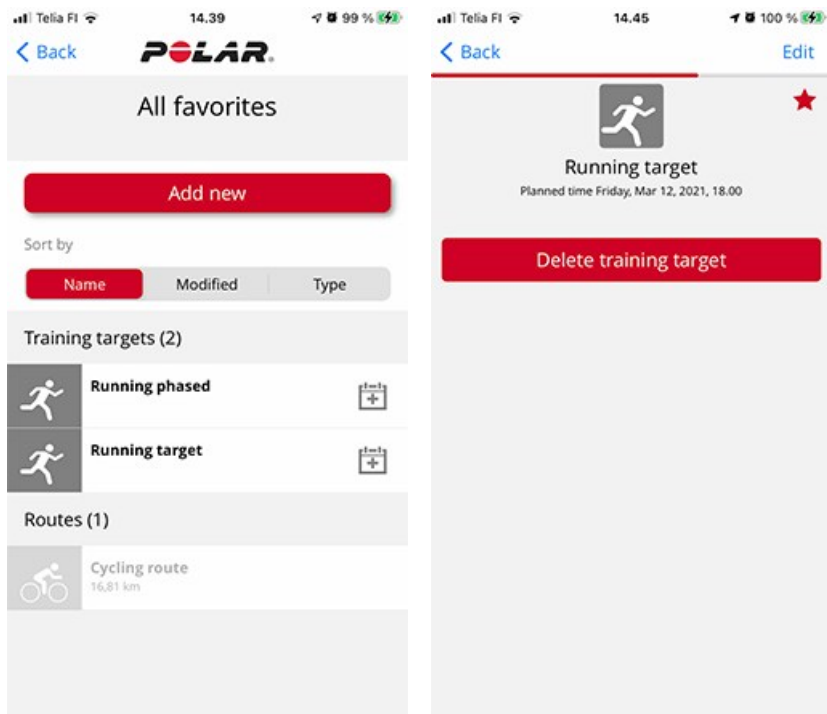 Telia FI 14.39 99 %
Back POLAR.
All favorites
Add new
Sort by
Name Modified Type
Training targets (2)
Running phased
Running target
Routes (1)
Cycling route
16,81 km
Telia FI 14.45 100 %
Back Edit
Running target
Planned time Friday, Mar 12, 2021, 18.00
Delete training target